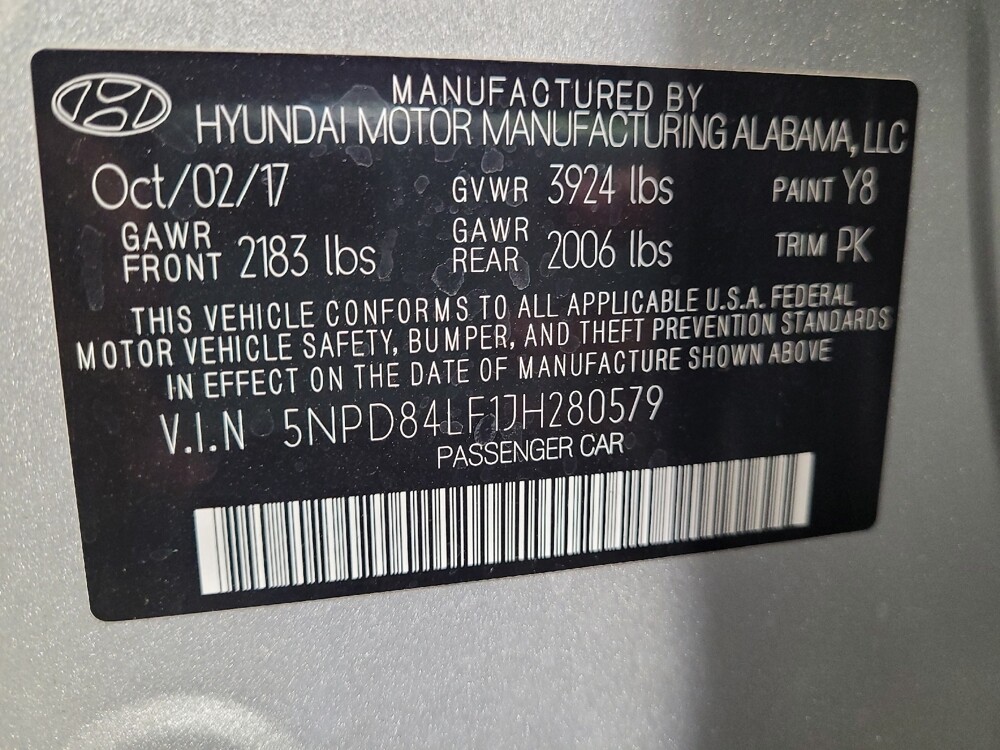 MANUFACTURED BY
HYUNDAI MOTOR MANUFACTURING ALABAMA, LLC
Oct/02/17 GVWR 3924 lbs PAINT Y8
GAWR FRONT 2183 lbs GAWR REAR 2006 lbs TRIM PK
THIS VEHICLE CONFORMS TO ALL APPLICABLE U.S.A. FEDERAL
MOTOR VEHICLE SAFETY, BUMPER, AND THEFT PREVENTION STANDARDS
IN EFFECT ON THE DATE OF MANUFACTURE SHOWN ABOVE
V.I.N 5NPD84LF1JH280579
PASSENGER CAR